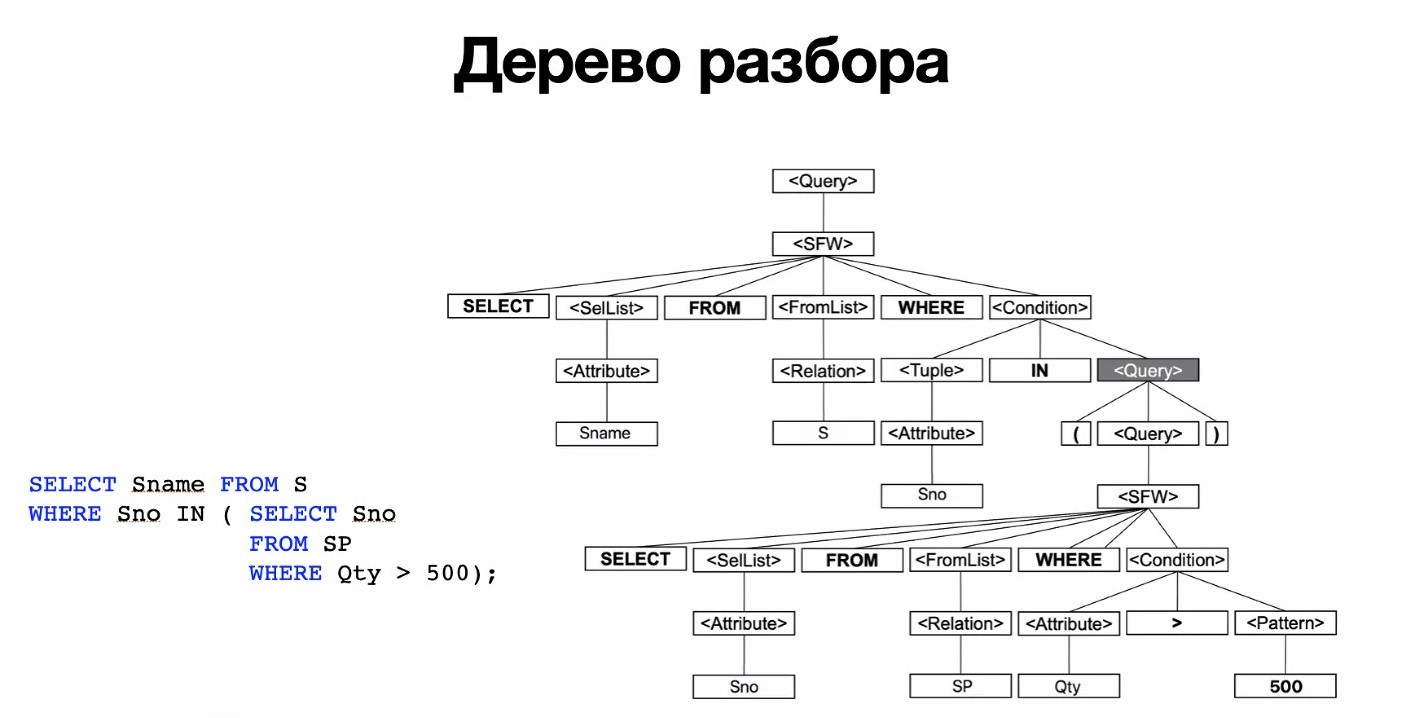 Дерево разбора
<Query>
<SFW>
SELECT <SelList> FROM <FromList> WHERE <Condition>
<Attribute> <Relation> <Tuple> IN <Query>
Sname S <Attribute> ( <Query> )
Sno <SFW>
SELECT <SelList> FROM <FromList> WHERE <Condition>
<Attribute> <Relation> <Attribute> > <Pattern>
Sno SP Qty 500
SELECT Sname FROM S
WHERE Sno IN ( SELECT Sno
FROM SP
WHERE Qty > 500);